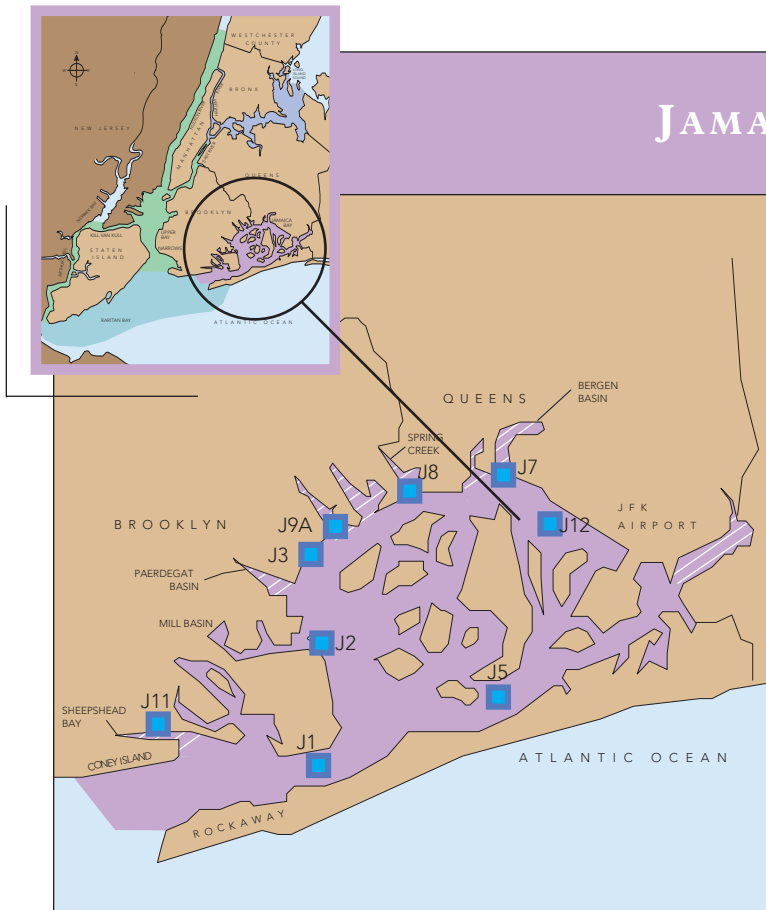 WESTCHESTER
COUNTY
N
W
E
S
BRONX
NEW JERSEY
MANHATTAN
QUEENS
BROOKLYN
JAMAICA
BAY
UPPER
BAY
KILL VAN KULL
NARROWS
STATEN
ISLAND
RARITAN BAY
ATLANTIC OCEAN
JAMA
QUEENS
BERGEN
BASIN
SPRING
CREEK
J8
J7
J9A
J12
JFK
AIRPORT
BROOKLYN
J3
PAERDEGAT
BASIN
MILL BASIN
J2
J5
J11
SHEEPSHEAD
BAY
J1
CONEY ISLAND
ATLANTIC OCEAN
ROCKAWAY